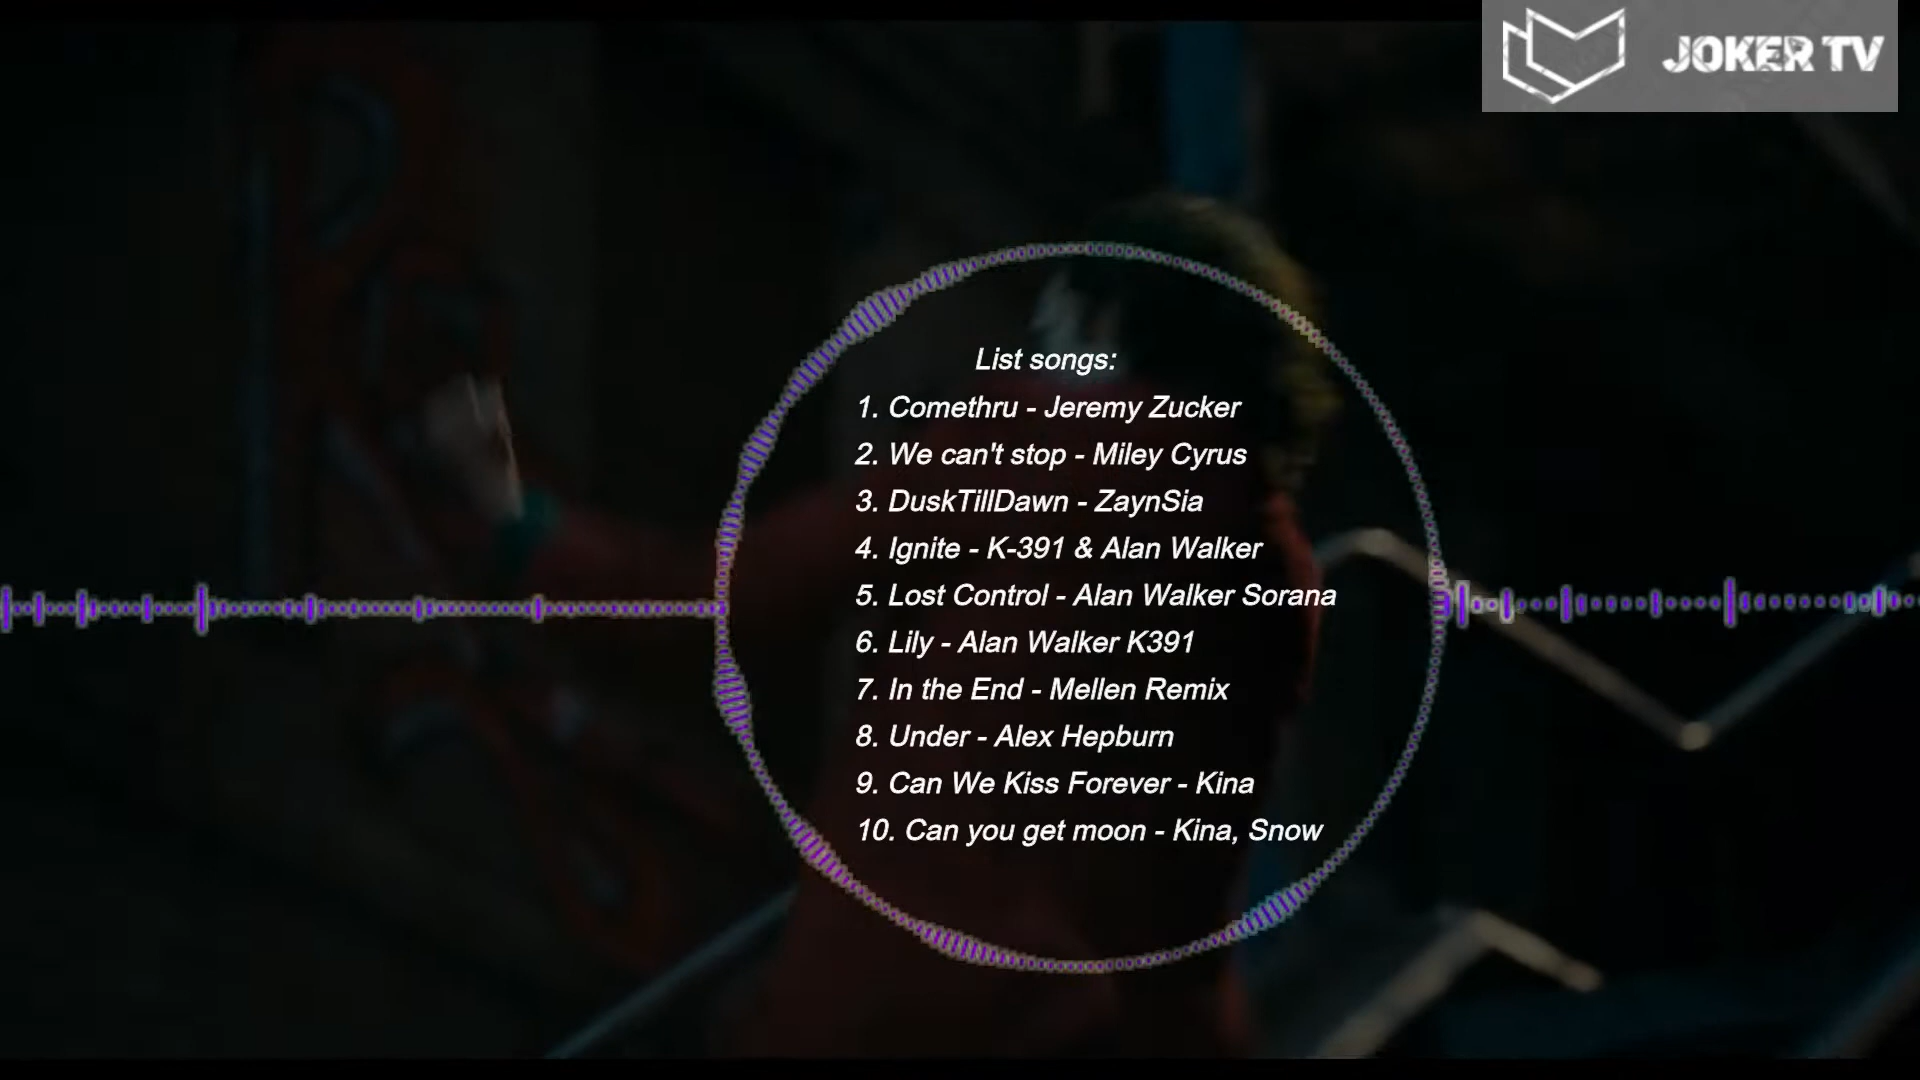 JOKER TV
List songs:
1. Comethru - Jeremy Zucker
2. We can't stop - Miley Cyrus
3. DuskTillDawn - ZaynSia
4. Ignite - K-391 & Alan Walker
5. Lost Control - Alan Walker Sorana
6. Lily - Alan Walker K391
7. In the End - Mellen Remix
8. Under - Alex Hepburn
9. Can We Kiss Forever - Kina
10. Can you get moon - Kina, Snow